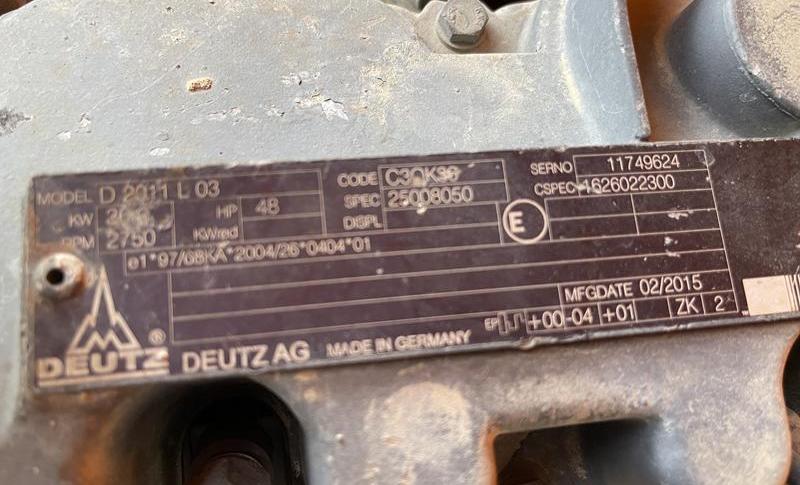 MODEL D 2011 L 03 CODE SERNO 11749624
KW HP 48 SPEC 25008050 CSPEC 1626022300
RPM 2750 KWred DISPL E
e1*97/68KA*2004/26*0404*01
MFGDATE 02/2015
EP +00-04 +01 ZK 2
DEUTZ ® DEUTZ AG MADE IN GERMANY